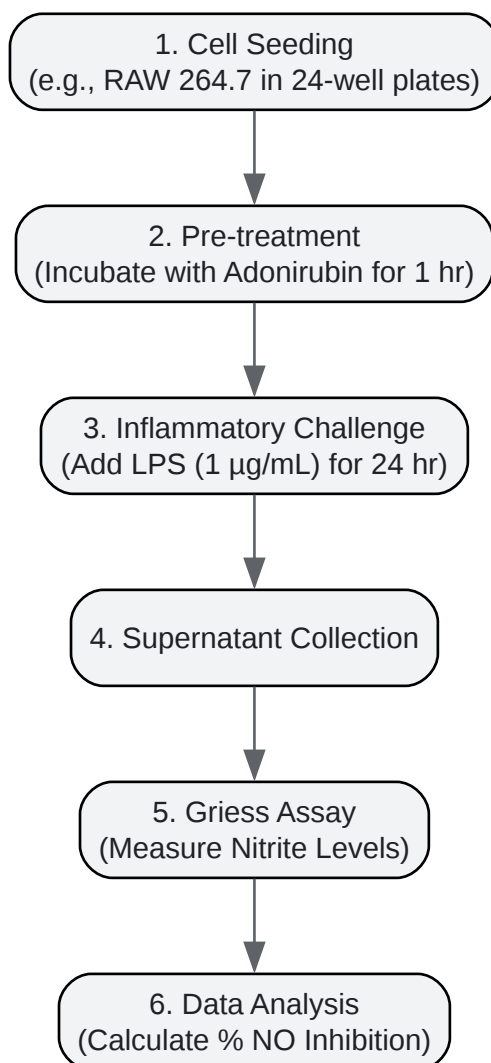 1. Cell Seeding
(e.g., RAW 264.7 in 24-well plates)
2. Pre-treatment
(Incubate with Adonirubin for 1 hr)
3. Inflammatory Challenge
(Add LPS (1 µg/mL) for 24 hr)
4. Supernatant Collection
5. Griess Assay
(Measure Nitrite Levels)
6. Data Analysis
(Calculate % NO Inhibition)